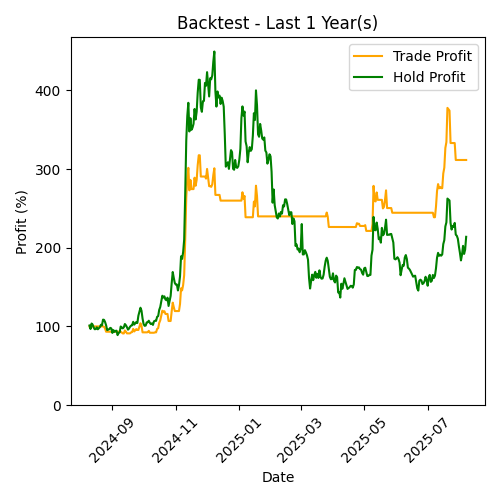 Backtest - Last 1 Year(s)
Trade Profit
Hold Profit
Profit (%)
400
300
200
100
0
2024-09
2024-11
2025-01
2025-03
2025-05
2025-07
Date